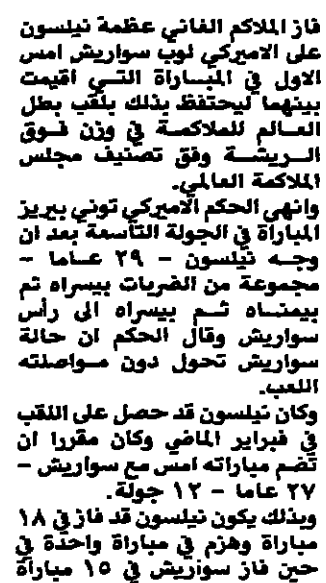 فاز الملاكم الغاني عظمة نيلسون
على الاميركي لوب سواريش امس
الاول في المباراة التي اقيمت
بينهما ليحتفظ بذلك بلقب بطل
العالم للملاكمة في وزن فوق
الريشة وفق تصنيف مجلس
الملاكمة العالمي.
وانهى الحكم الاميركي توني بيريز
المباراة في الجولة التاسعة بعد ان
وجه نيلسون - ٢٩ عاما -
مجموعة من الضربات بيسراه تم
بيمناه ثم بيسراه الى رأس
سواريش وقال الحكم ان حالة
سواريش تحول دون مواصلته
اللعب.
وكان نيلسون قد حصل على اللقب
في فبراير الماضي وكان مقررا ان
تضم مباراته امس مع سواريش -
٢٧ عاما - ١٢ جولة.
وبذلك يكون نيلسون قد فاز في ١٨
مباراة وهزم في مباراة واحدة في
حين فاز سواريش في ١٥ مباراة